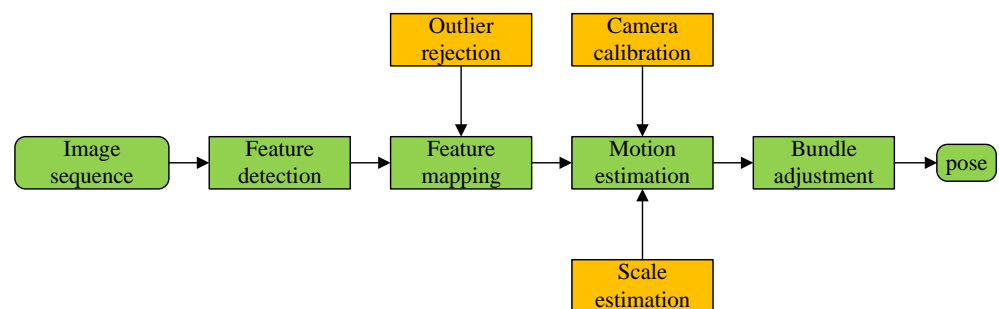 Outlier
rejection
Camera
calibration
Image
sequence
Feature
detection
Feature
mapping
Motion
estimation
Bundle
adjustment
pose
Scale
estimation